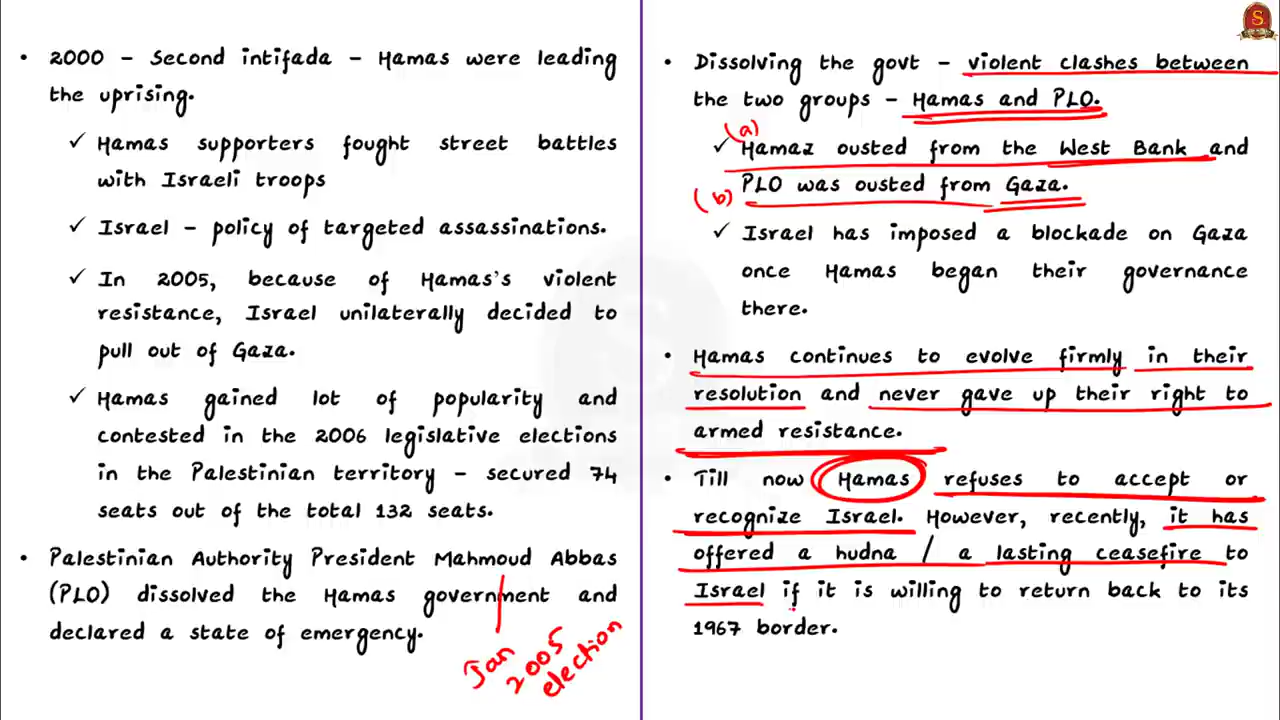 • 2000 – Second intifada – Hamas were leading
the uprising.
✓ Hamas supporters fought street battles
with Israeli troops
✓ Israel – policy of targeted assassinations.
✓ In 2005, because of Hamas's violent
resistance, Israel unilaterally decided to
pull out of Gaza.
✓ Hamas gained lot of popularity and
contested in the 2006 legislative elections
in the Palestinian territory – secured 74
seats out of the total 132 seats.
• Palestinian Authority President Mahmoud Abbas
(PLO) dissolved the Hamas government and
declared a state of emergency.
Jan
2005
election
S
• Dissolving the govt – violent clashes between
the two groups – Hamas and PLO.
(a)
✓ Hamaz ousted from the West Bank and
(b) PLO was ousted from Gaza.
✓ Israel has imposed a blockade on Gaza
once Hamas began their governance
there.
• Hamas continues to evolve firmly in their
resolution and never gave up their right to
armed resistance.
• Till now Hamas refuses to accept or
recognize Israel. However, recently, it has
offered a hudna / a lasting ceasefire to
Israel if it is willing to return back to its
1967 border.